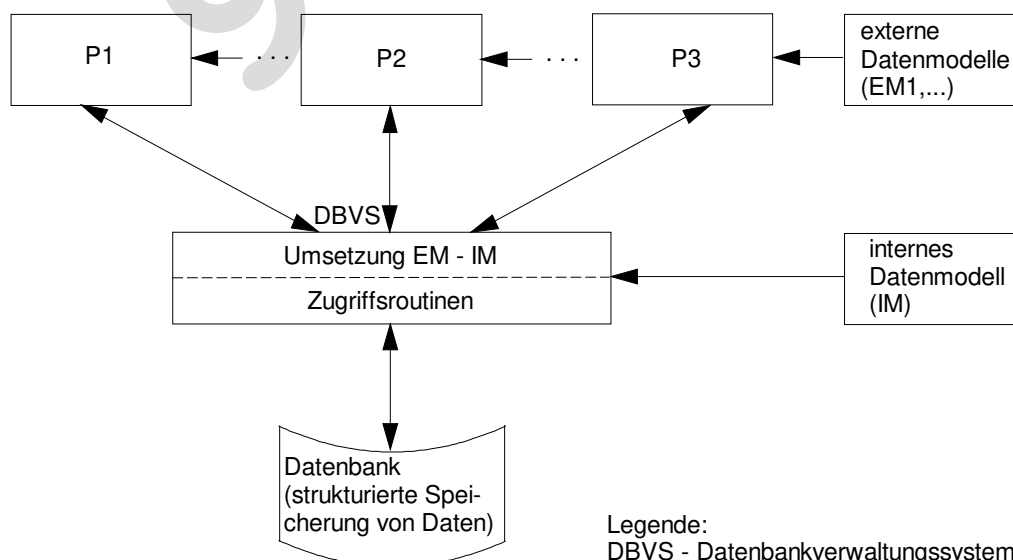 P1
. . .
P2
. . .
P3
externe
Datenmodelle
(EM1,...)
DBVS
Umsetzung EM - IM
Zugriffsroutinen
internes
Datenmodell
(IM)
Datenbank
(strukturierte Spei-
cherung von Daten)
Legende:
DBVS - Datenbankverwaltungssystem